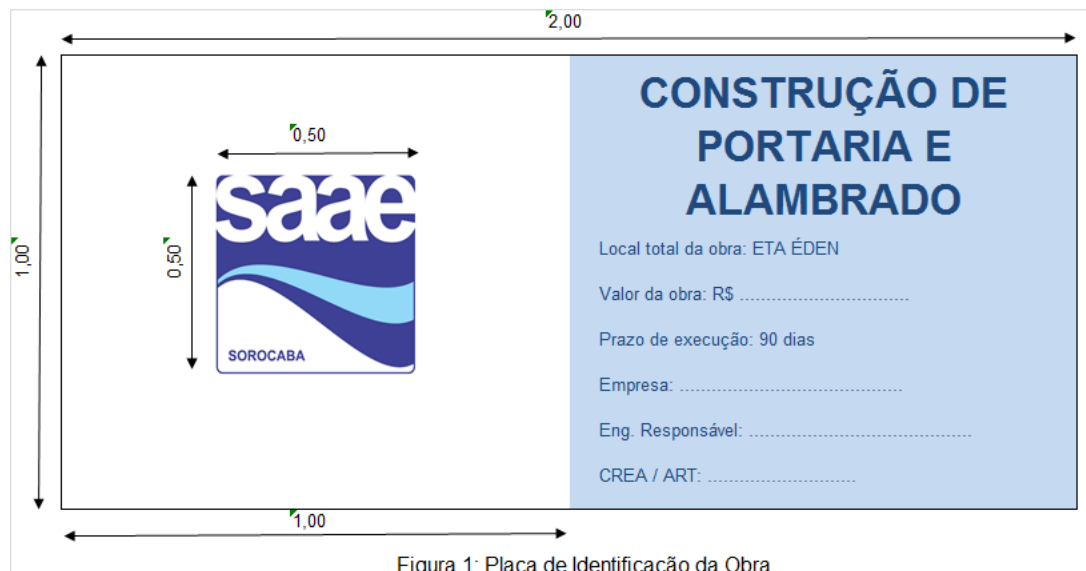 2,00
CONSTRUÇÃO DE
PORTARIA E
ALAMBRADO
0,50
saae
0,50
1,00
SOROCABA
Local total da obra: ETA ÉDEN
Valor da obra: R$ ................................
Prazo de execução: 90 dias
Empresa: ..........................................
Eng. Responsável: ..........................................
CREA / ART: ............................
1,00
Figura 1: Placa de Identificação da Obra